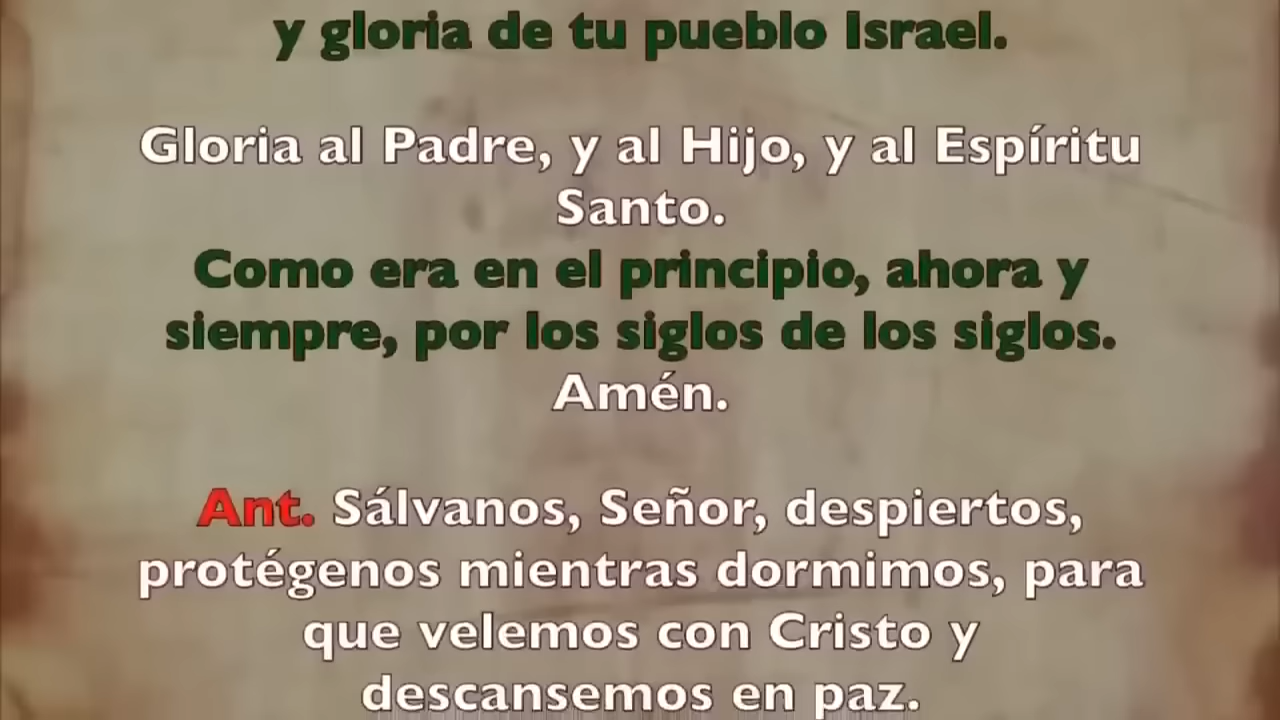 y gloria de tu pueblo Israel.
Gloria al Padre, y al Hijo, y al Espíritu
Santo.
Como era en el principio, ahora y
siempre, por los siglos de los siglos.
Amén.
Ant. Sálvanos, Señor, despiertos,
protégenos mientras dormimos, para
que velemos con Cristo y
descansemos en paz.